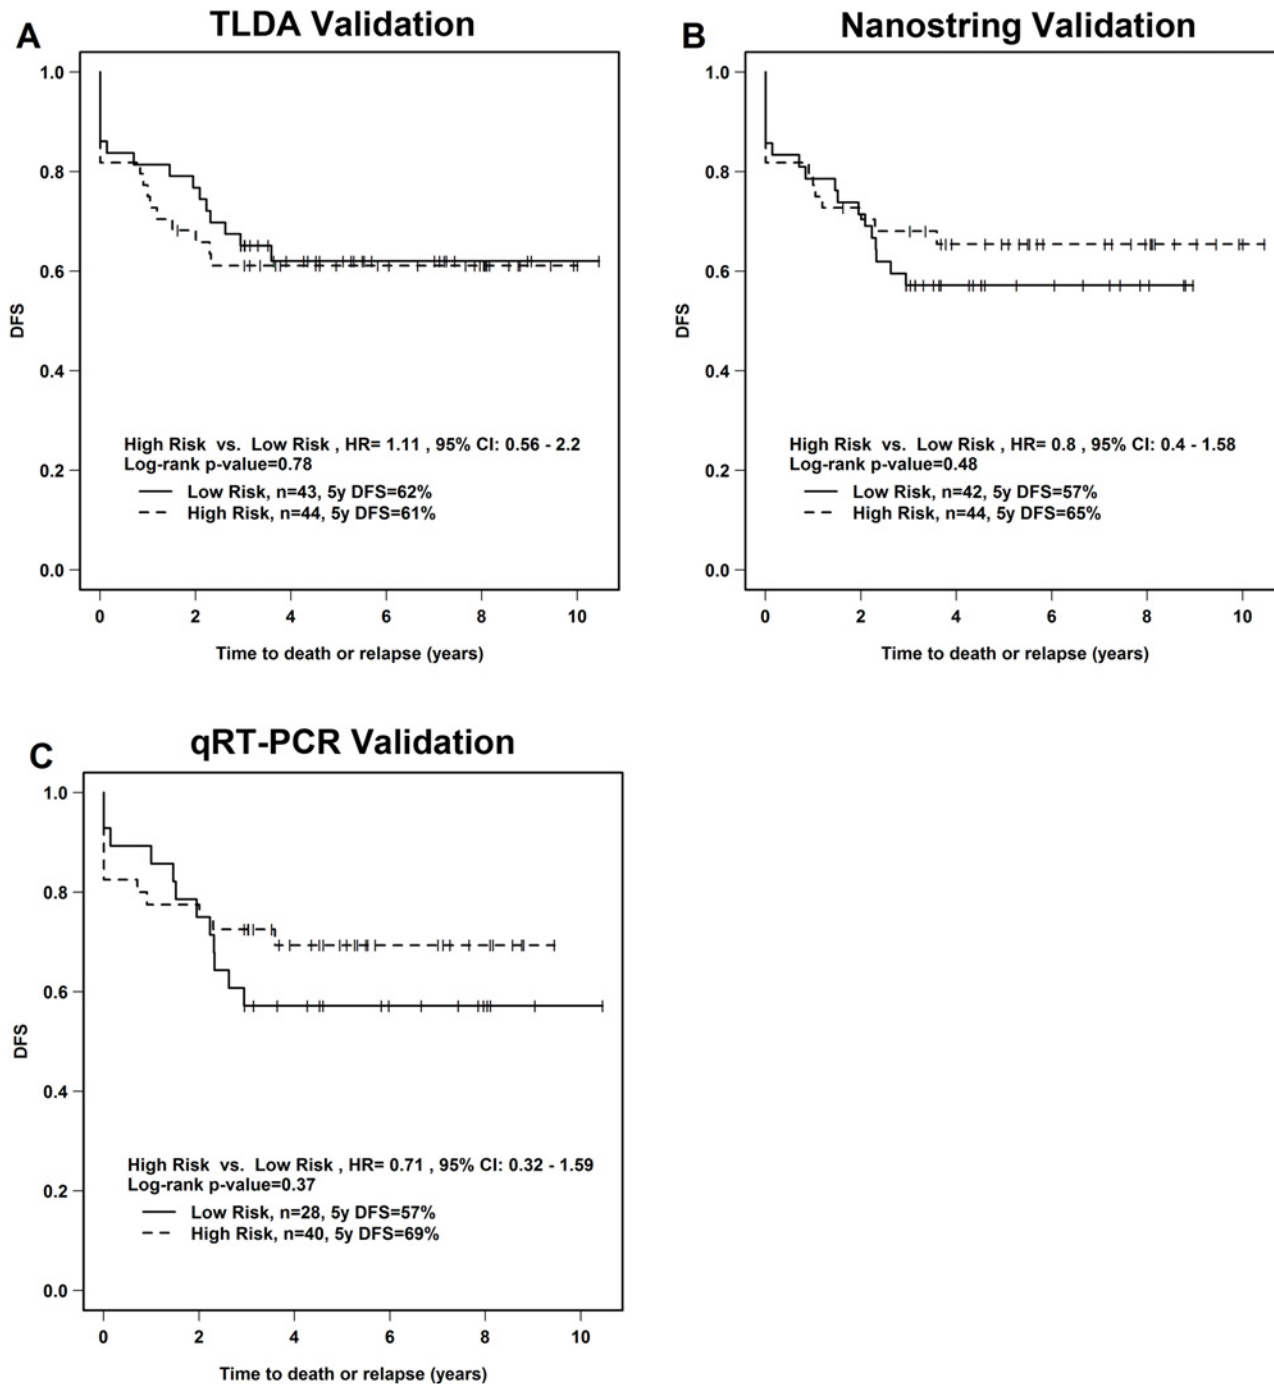 A
TLDA Validation
1.0
0.8
0.6
0.4
0.2
0.0
DFS
High Risk vs. Low Risk , HR= 1.11 , 95% CI: 0.56 - 2.2
Log-rank p-value=0.78
Low Risk, n=43, 5y DFS=62%
High Risk, n=44, 5y DFS=61%
0 2 4 6 8 10
Time to death or relapse (years)
B
Nanostring Validation
1.0
0.8
0.6
0.4
0.2
0.0
DFS
High Risk vs. Low Risk , HR= 0.8 , 95% CI: 0.4 - 1.58
Log-rank p-value=0.48
Low Risk, n=42, 5y DFS=57%
High Risk, n=44, 5y DFS=65%
0 2 4 6 8 10
Time to death or relapse (years)
C
qRT-PCR Validation
1.0
0.8
0.6
0.4
0.2
0.0
DFS
High Risk vs. Low Risk , HR= 0.71 , 95% CI: 0.32 - 1.59
Log-rank p-value=0.37
Low Risk, n=28, 5y DFS=57%
High Risk, n=40, 5y DFS=69%
0 2 4 6 8 10
Time to death or relapse (years)